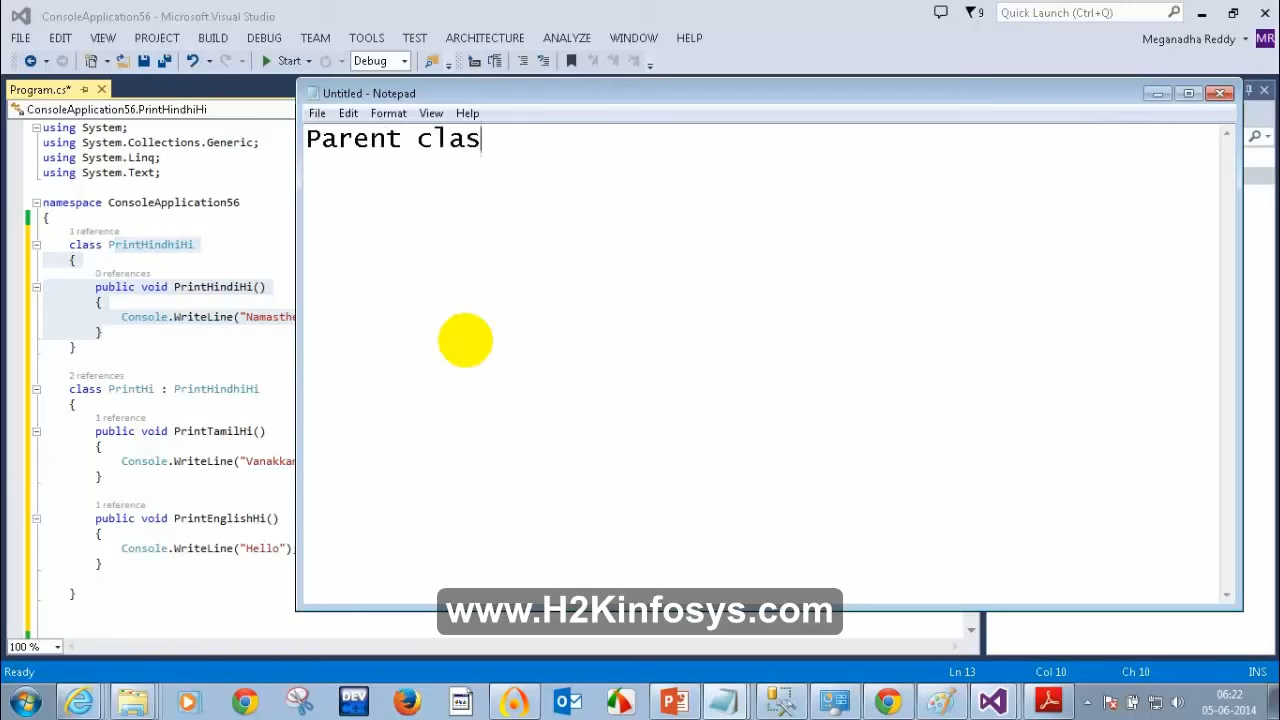 ConsoleApplication56 - Microsoft Visual Studio
9
Quick Launch (Ctrl+Q)
FILE EDIT VIEW PROJECT BUILD DEBUG TEAM TOOLS TEST ARCHITECTURE ANALYZE WINDOW HELP
Meganadha Reddy MR
Start Debug
Program.cs*
ConsoleApplication56.PrintHindhiHi
using System;
using System.Collections.Generic;
using System.Linq;
using System.Text;
namespace ConsoleApplication56
{
1 reference
class PrintHindhiHi
{
0 references
public void PrintHindiHi()
{
Console.WriteLine("Namasthe
}
}
2 references
class PrintHi : PrintHindhiHi
{
1 reference
public void PrintTamilHi()
{
Console.WriteLine("Vanakkam
}
1 reference
public void PrintEnglishHi()
{
Console.WriteLine("Hello");
}
}
Untitled - Notepad
File Edit Format View Help
Parent clas
www.H2Kinfosys.com
100 %
Ready Ln 13 Col 10 Ch 10 INS
DEV
06:22
05-06-2014